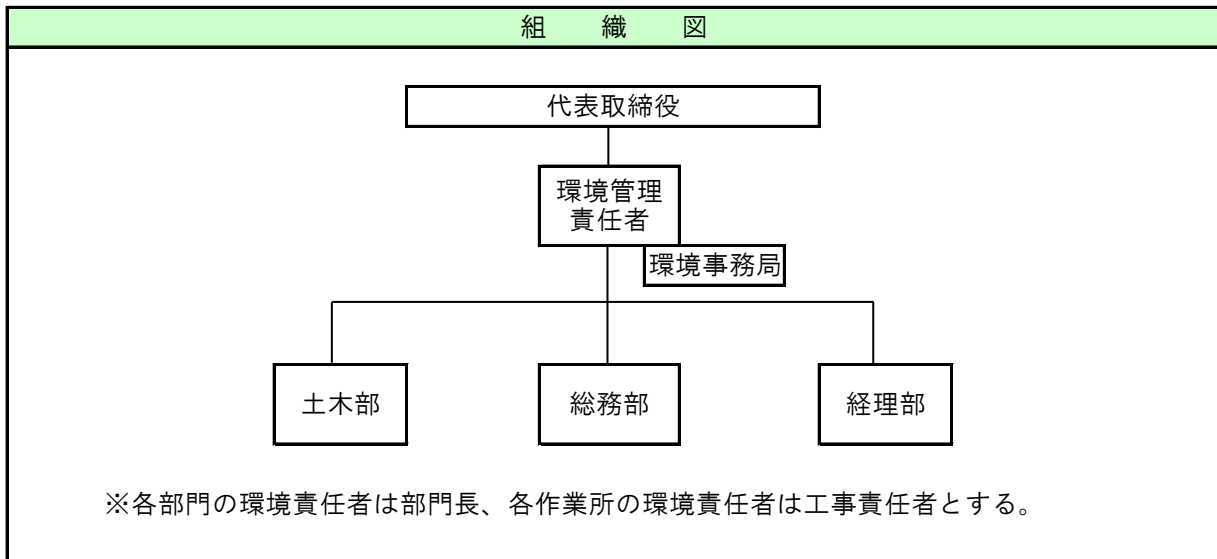 組　織　図
代表取締役
環境管理
責任者
環境事務局
土木部
総務部
経理部
※各部門の環境責任者は部門長、各作業所の環境責任者は工事責任者とする。